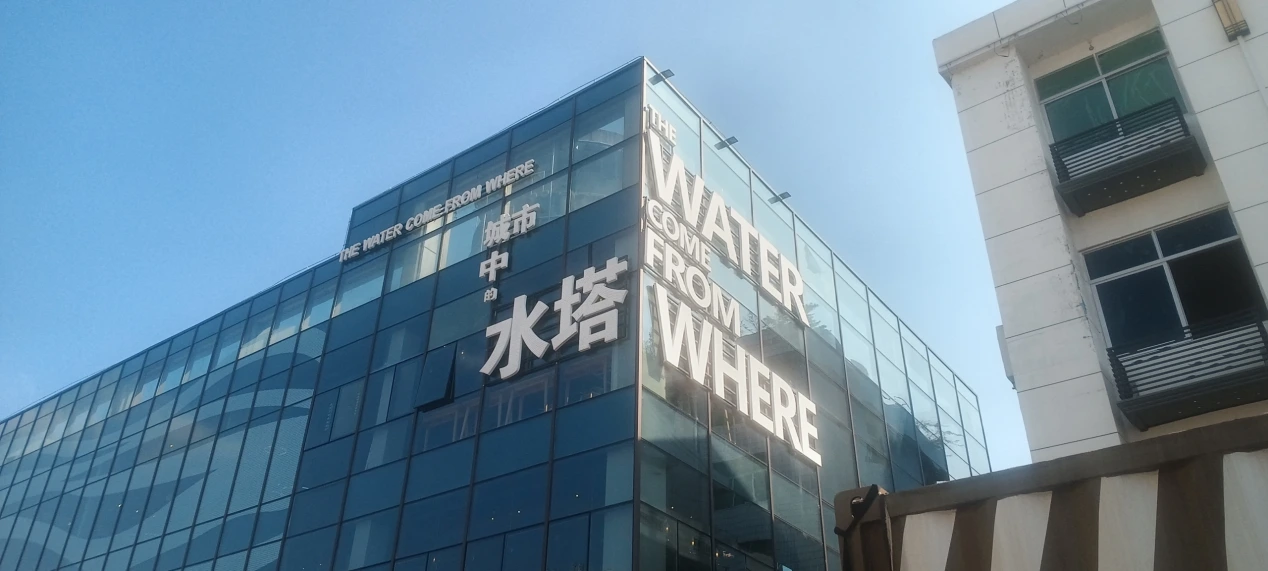 THE WATER COME FROM WHERE
城市
中
的
水塔
THE
WATER
COME
FROM
WHERE